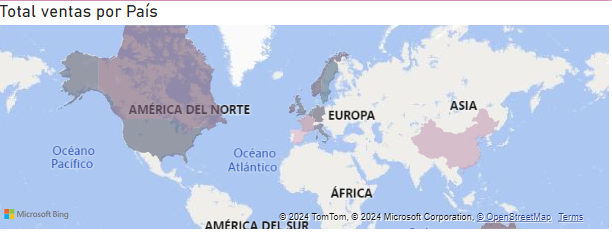 Total ventas por País
AMÉRICA DEL NORTE
EUROPA
ASIA
Océano
Pacífico
Océano
Atlántico
ÁFRICA
AMÉRICA DEL SUR
Microsoft Bing
© 2024 TomTom, © 2024 Microsoft Corporation, © OpenStreetMap Terms